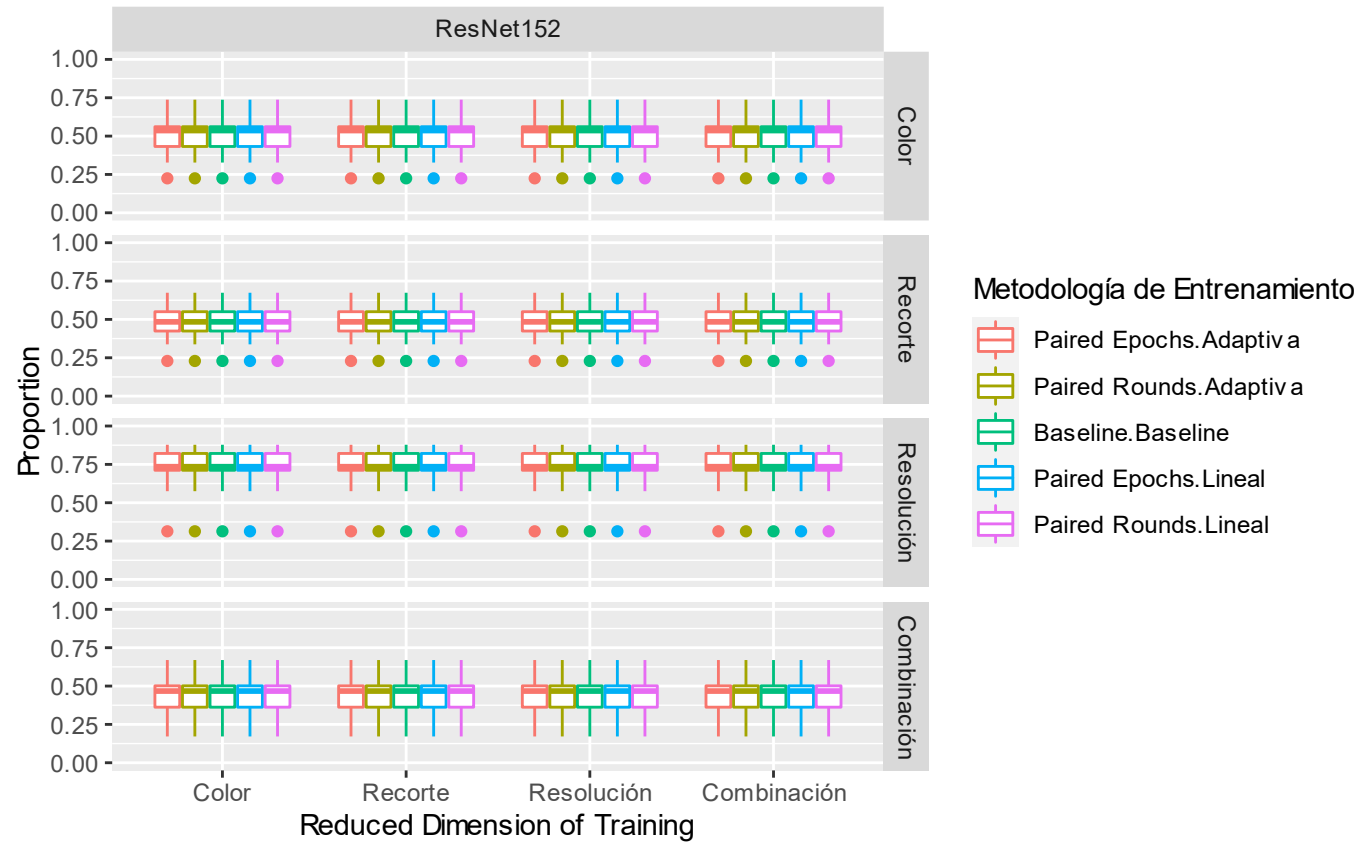 ResNet152
1.00
0.75
0.50
0.25
0.00
Color
1.00
0.75
0.50
0.25
0.00
Recorte
1.00
0.75
0.50
0.25
0.00
Resolución
1.00
0.75
0.50
0.25
0.00
Combinación
Proportion
Color
Recorte
Resolución
Combinación
Reduced Dimension of Training
Metodología de Entrenamiento
Paired Epochs.Adaptiva
Paired Rounds.Adaptiva
Baseline.Baseline
Paired Epochs.Lineal
Paired Rounds.Lineal